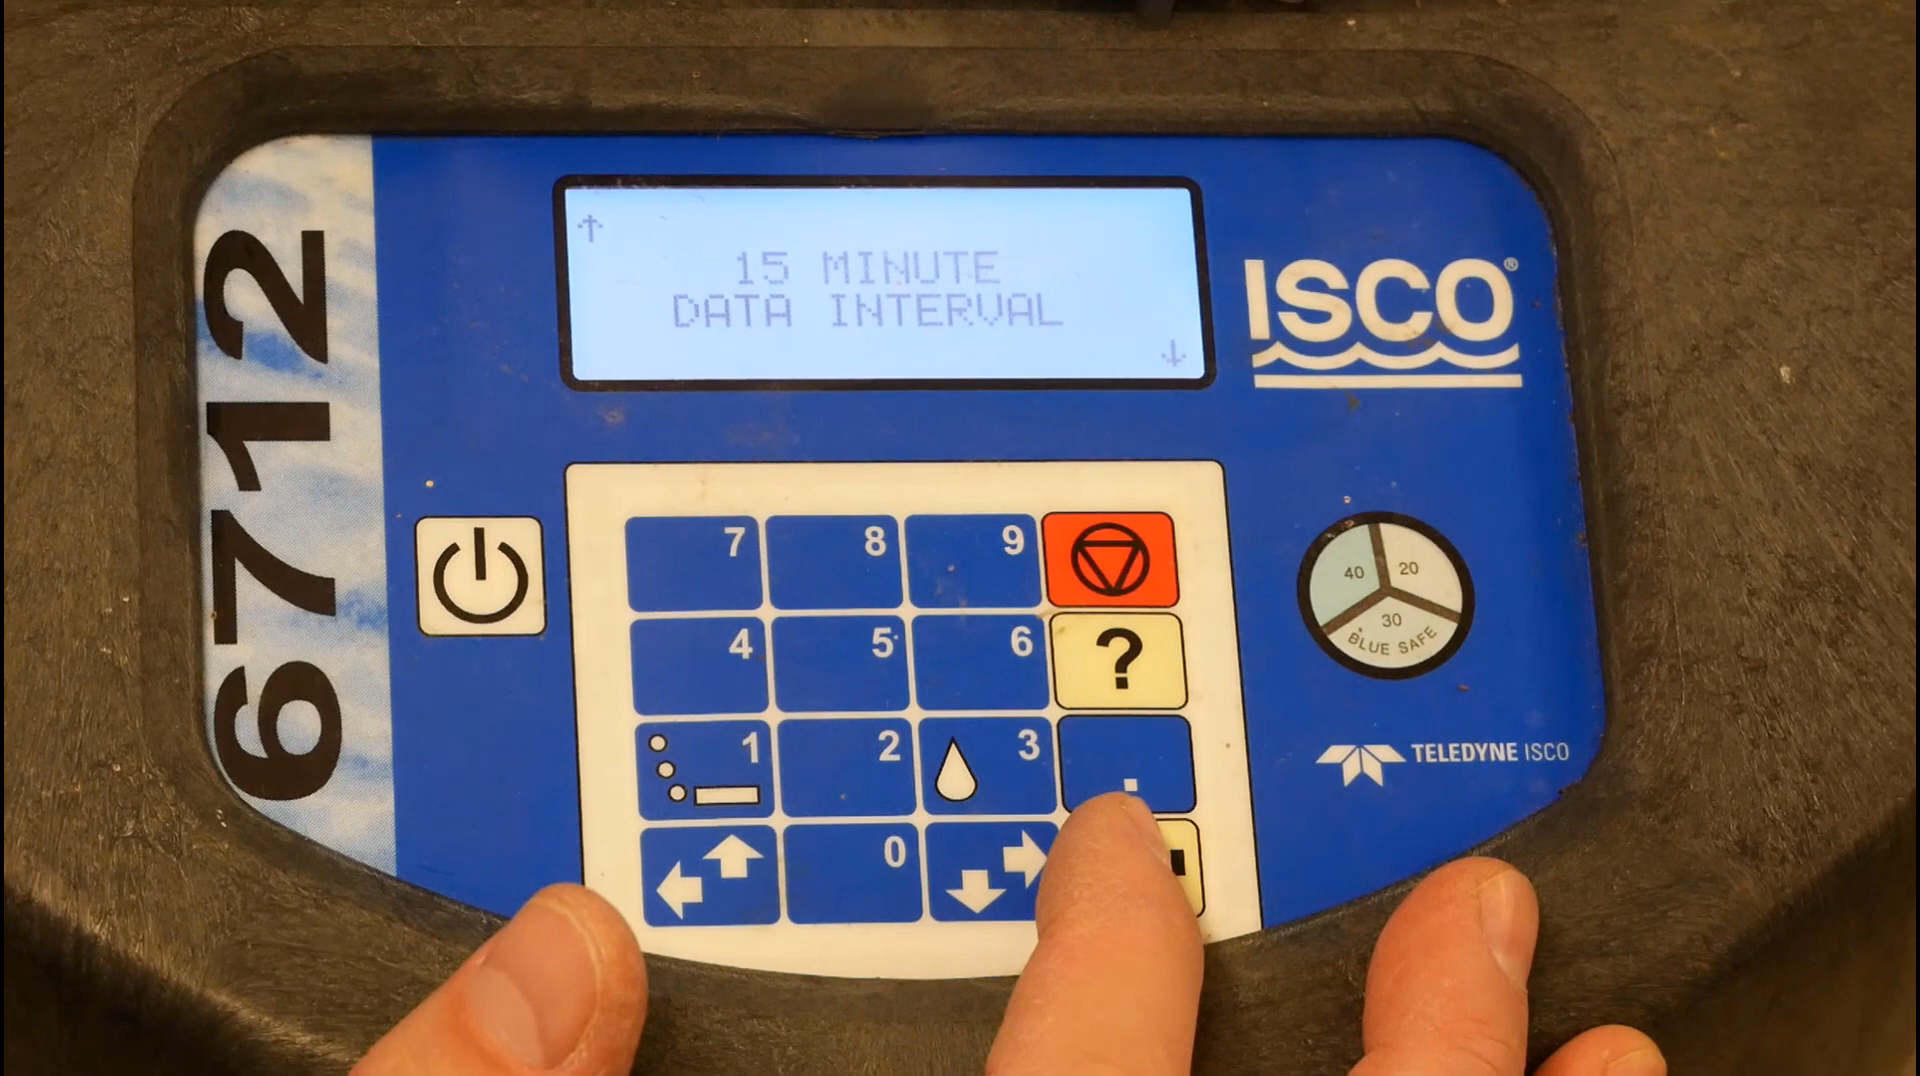 6712
↑
15 MINUTE
DATA INTERVAL
↓
ISCO®
7 8 9
4 5 6 ?
1 2 3 .
0
40 20
30
BLUE SAFE
TELEDYNE ISCO